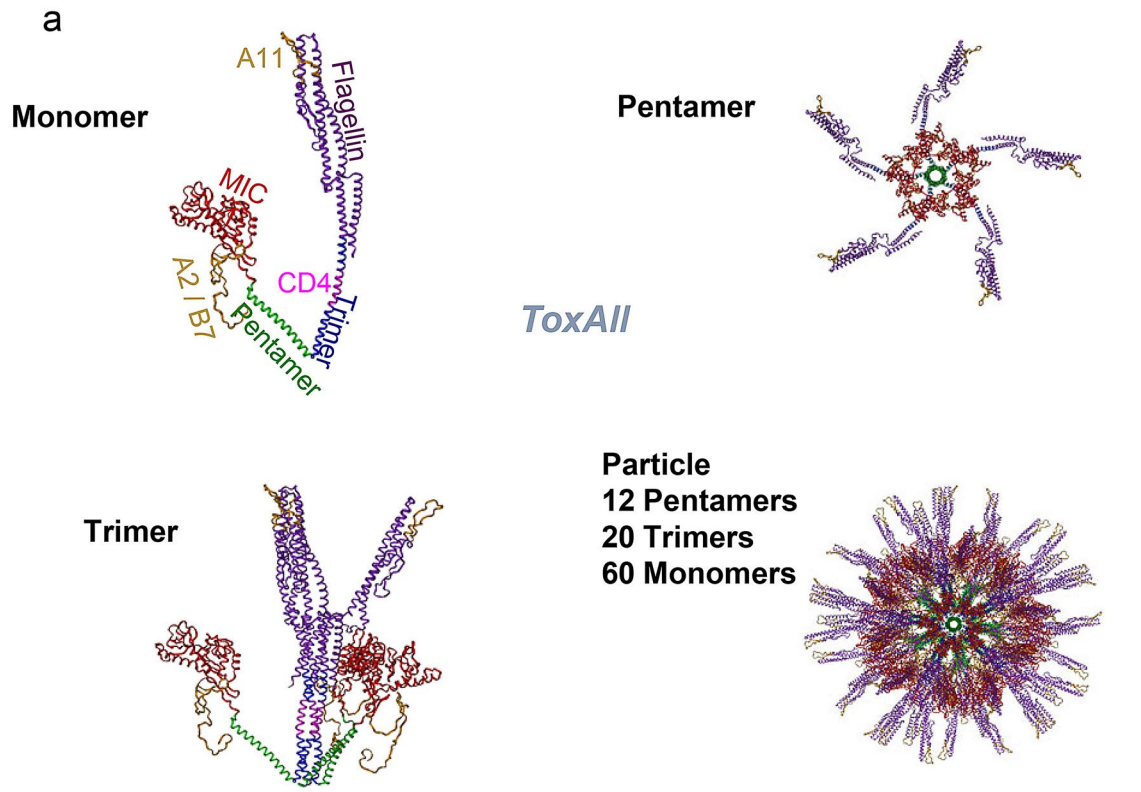 a
Monomer
A11
Flagellin
MIC
A2 / B7
CD4
Pentamer
Trimer
Pentamer
ToxAll
Trimer
Particle
12 Pentamers
20 Trimers
60 Monomers